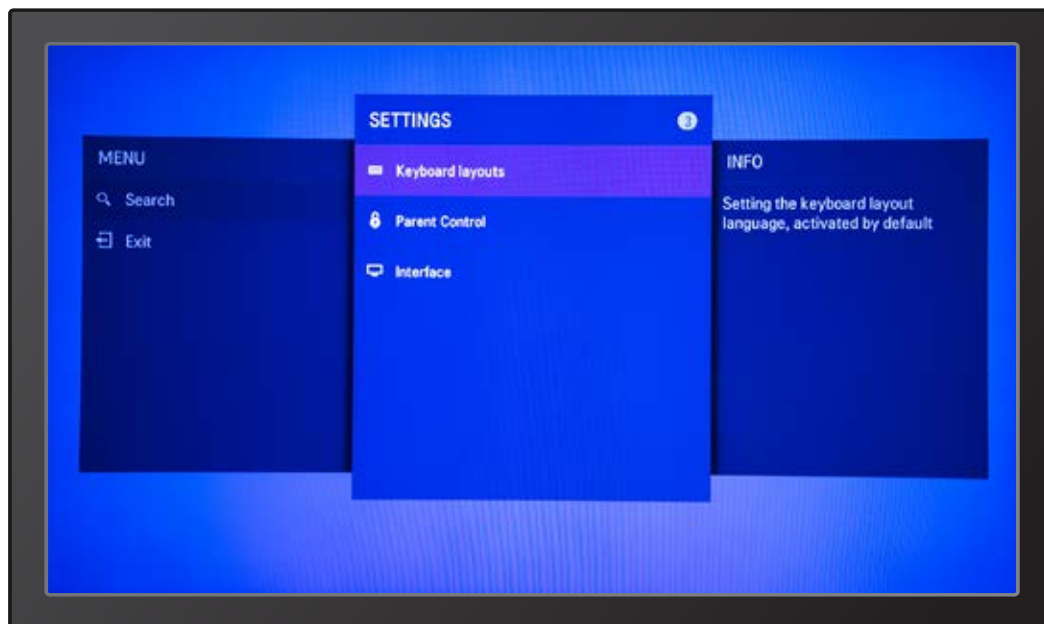 MENU
Search
Exit
SETTINGS
3
Keyboard layouts
Parent Control
Interface
INFO
Setting the keyboard layout
language, activated by default